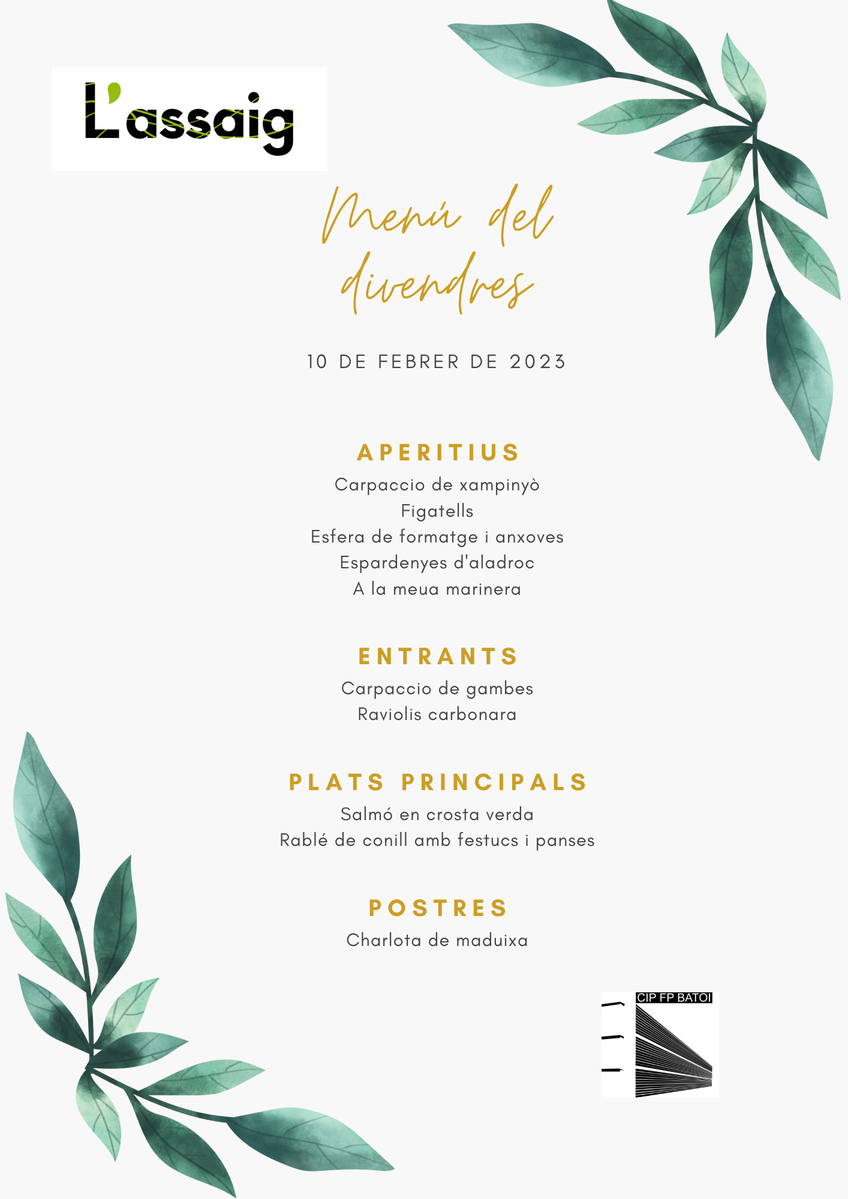 L'assaig
Menú del
divendres
10 DE FEBRER DE 2023
APERITIUS
Carpaccio de xampinyò
Figatells
Esfera de formatge i anxoves
Espardenyes d'aladroc
A la meua marinera
ENTRANTS
Carpaccio de gambes
Raviolis carbonara
PLATS PRINCIPALS
Salmó en crosta verda
Rablé de conill amb festucs i panses
POSTRES
Charlota de maduixa
CIP FP BATOI